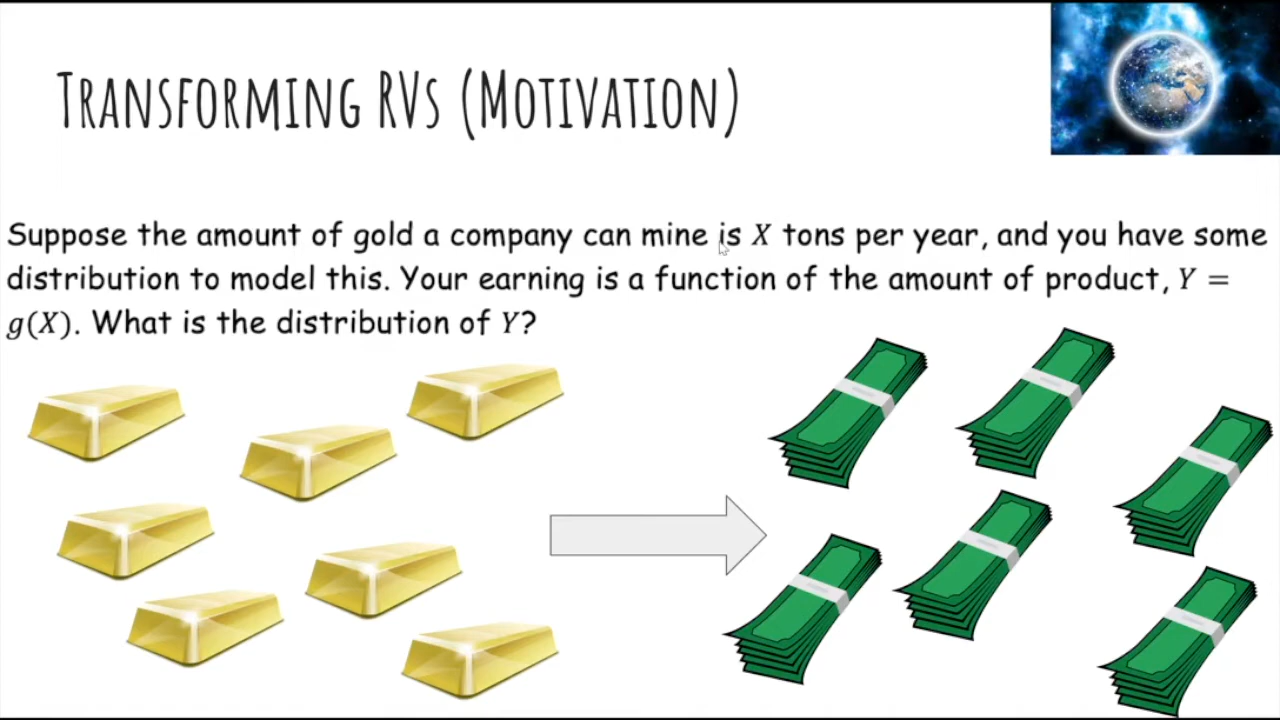 TRANSFORMING RVS (MOTIVATION)
Suppose the amount of gold a company can mine is X tons per year, and you have some
distribution to model this. Your earning is a function of the amount of product, Y =
g(X). What is the distribution of Y?